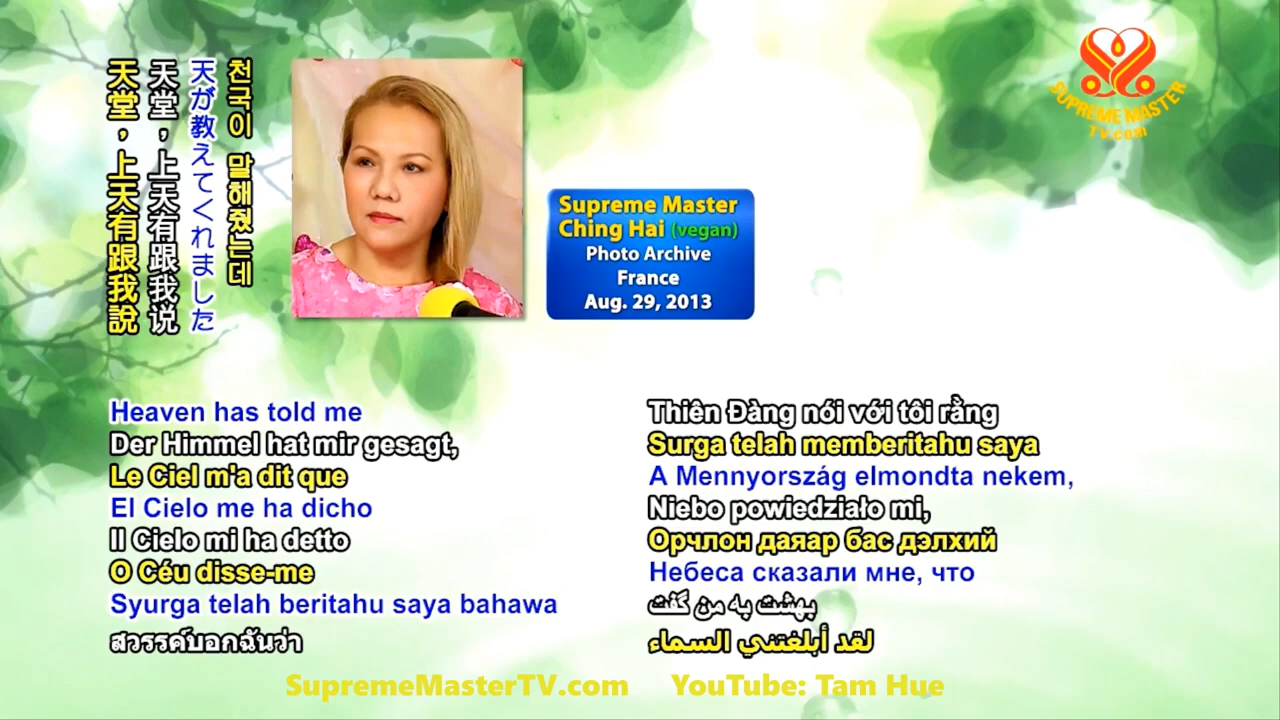 天堂，上天有跟我說
天堂，上天有跟我说
天が教えてくれました
천국이 말해줬는데
SUPREME MASTER
TV.com
Supreme Master
Ching Hai (vegan)
Photo Archive
France
Aug. 29, 2013
Heaven has told me
Der Himmel hat mir gesagt,
Le Ciel m'a dit que
El Cielo me ha dicho
Il Cielo mi ha detto
O Céu disse-me
Syurga telah beritahu saya bahawa
สวรรค์บอกฉันว่า
Thiên Đàng nói với tôi rằng
Surga telah memberitahu saya
A Mennyország elmondta nekem,
Niebo powiedziało mi,
Орчлон даяар бас дэлхий
Небеса сказали мне, что
بهشت به من گفت
لقد أبلغتني السماء
SupremeMasterTV.com YouTube: Tam Hue